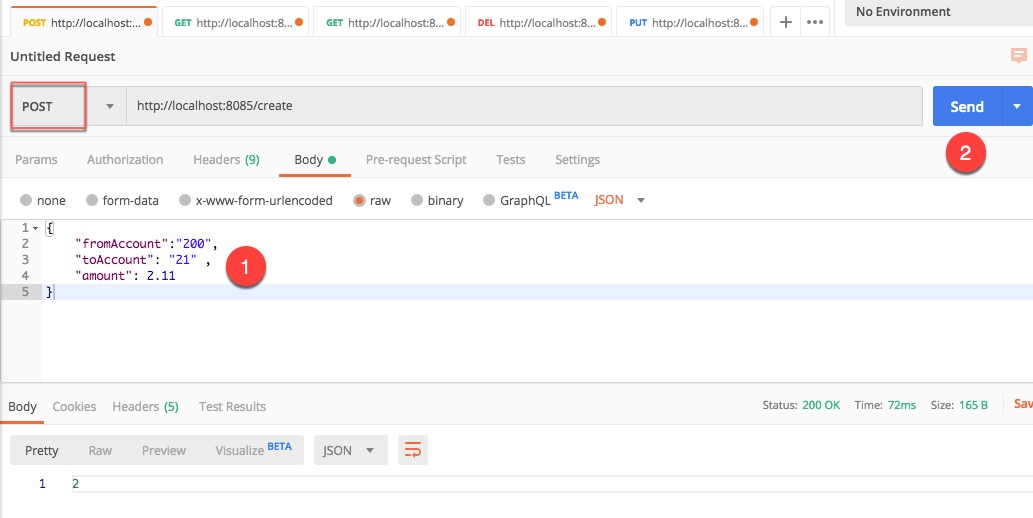 POST http://localhost:... GET http://localhost:8... GET http://localhost:8... DEL http://localhost:8... PUT http://localhost:8... + ••• No Environment
Untitled Request
POST http://localhost:8085/create Send
2
Params Authorization Headers (9) Body Pre-request Script Tests Settings
none form-data x-www-form-urlencoded raw binary GraphQL BETA JSON
1 {
2 "fromAccount":"200",
3 "toAccount": "21" ,
1
4 "amount": 2.11
5 }
Body Cookies Headers (5) Test Results Status: 200 OK Time: 72ms Size: 165 B Sav
Pretty Raw Preview Visualize BETA JSON
1 2